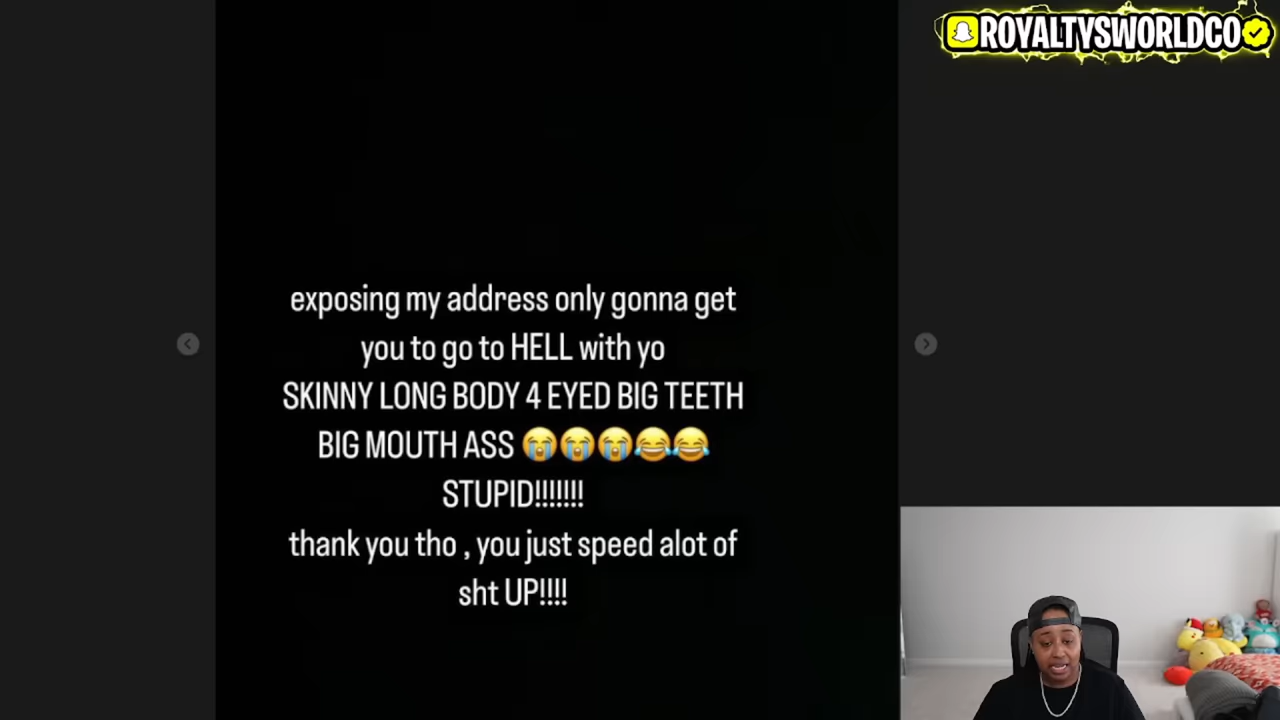 ROYALTYSWORLDCO
exposing my address only gonna get
you to go to HELL with yo
SKINNY LONG BODY 4 EYED BIG TEETH
BIG MOUTH ASS 😭😭😭😂😂
STUPID!!!!!!!
thank you tho , you just speed alot of
sht UP!!!!